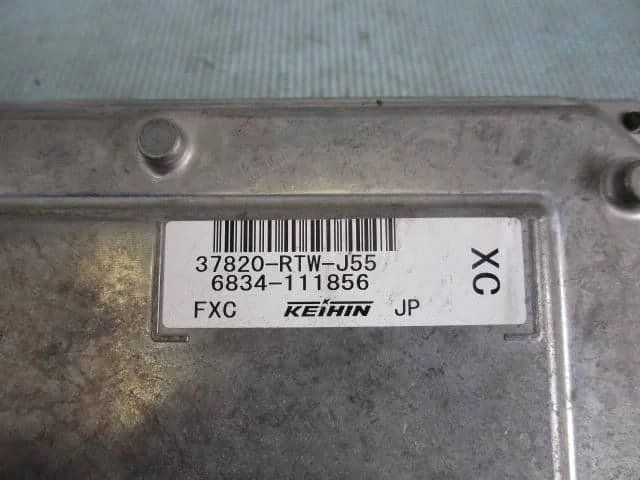 37820-RTW-J55
6834-111856
FXC KEIHIN JP
XC